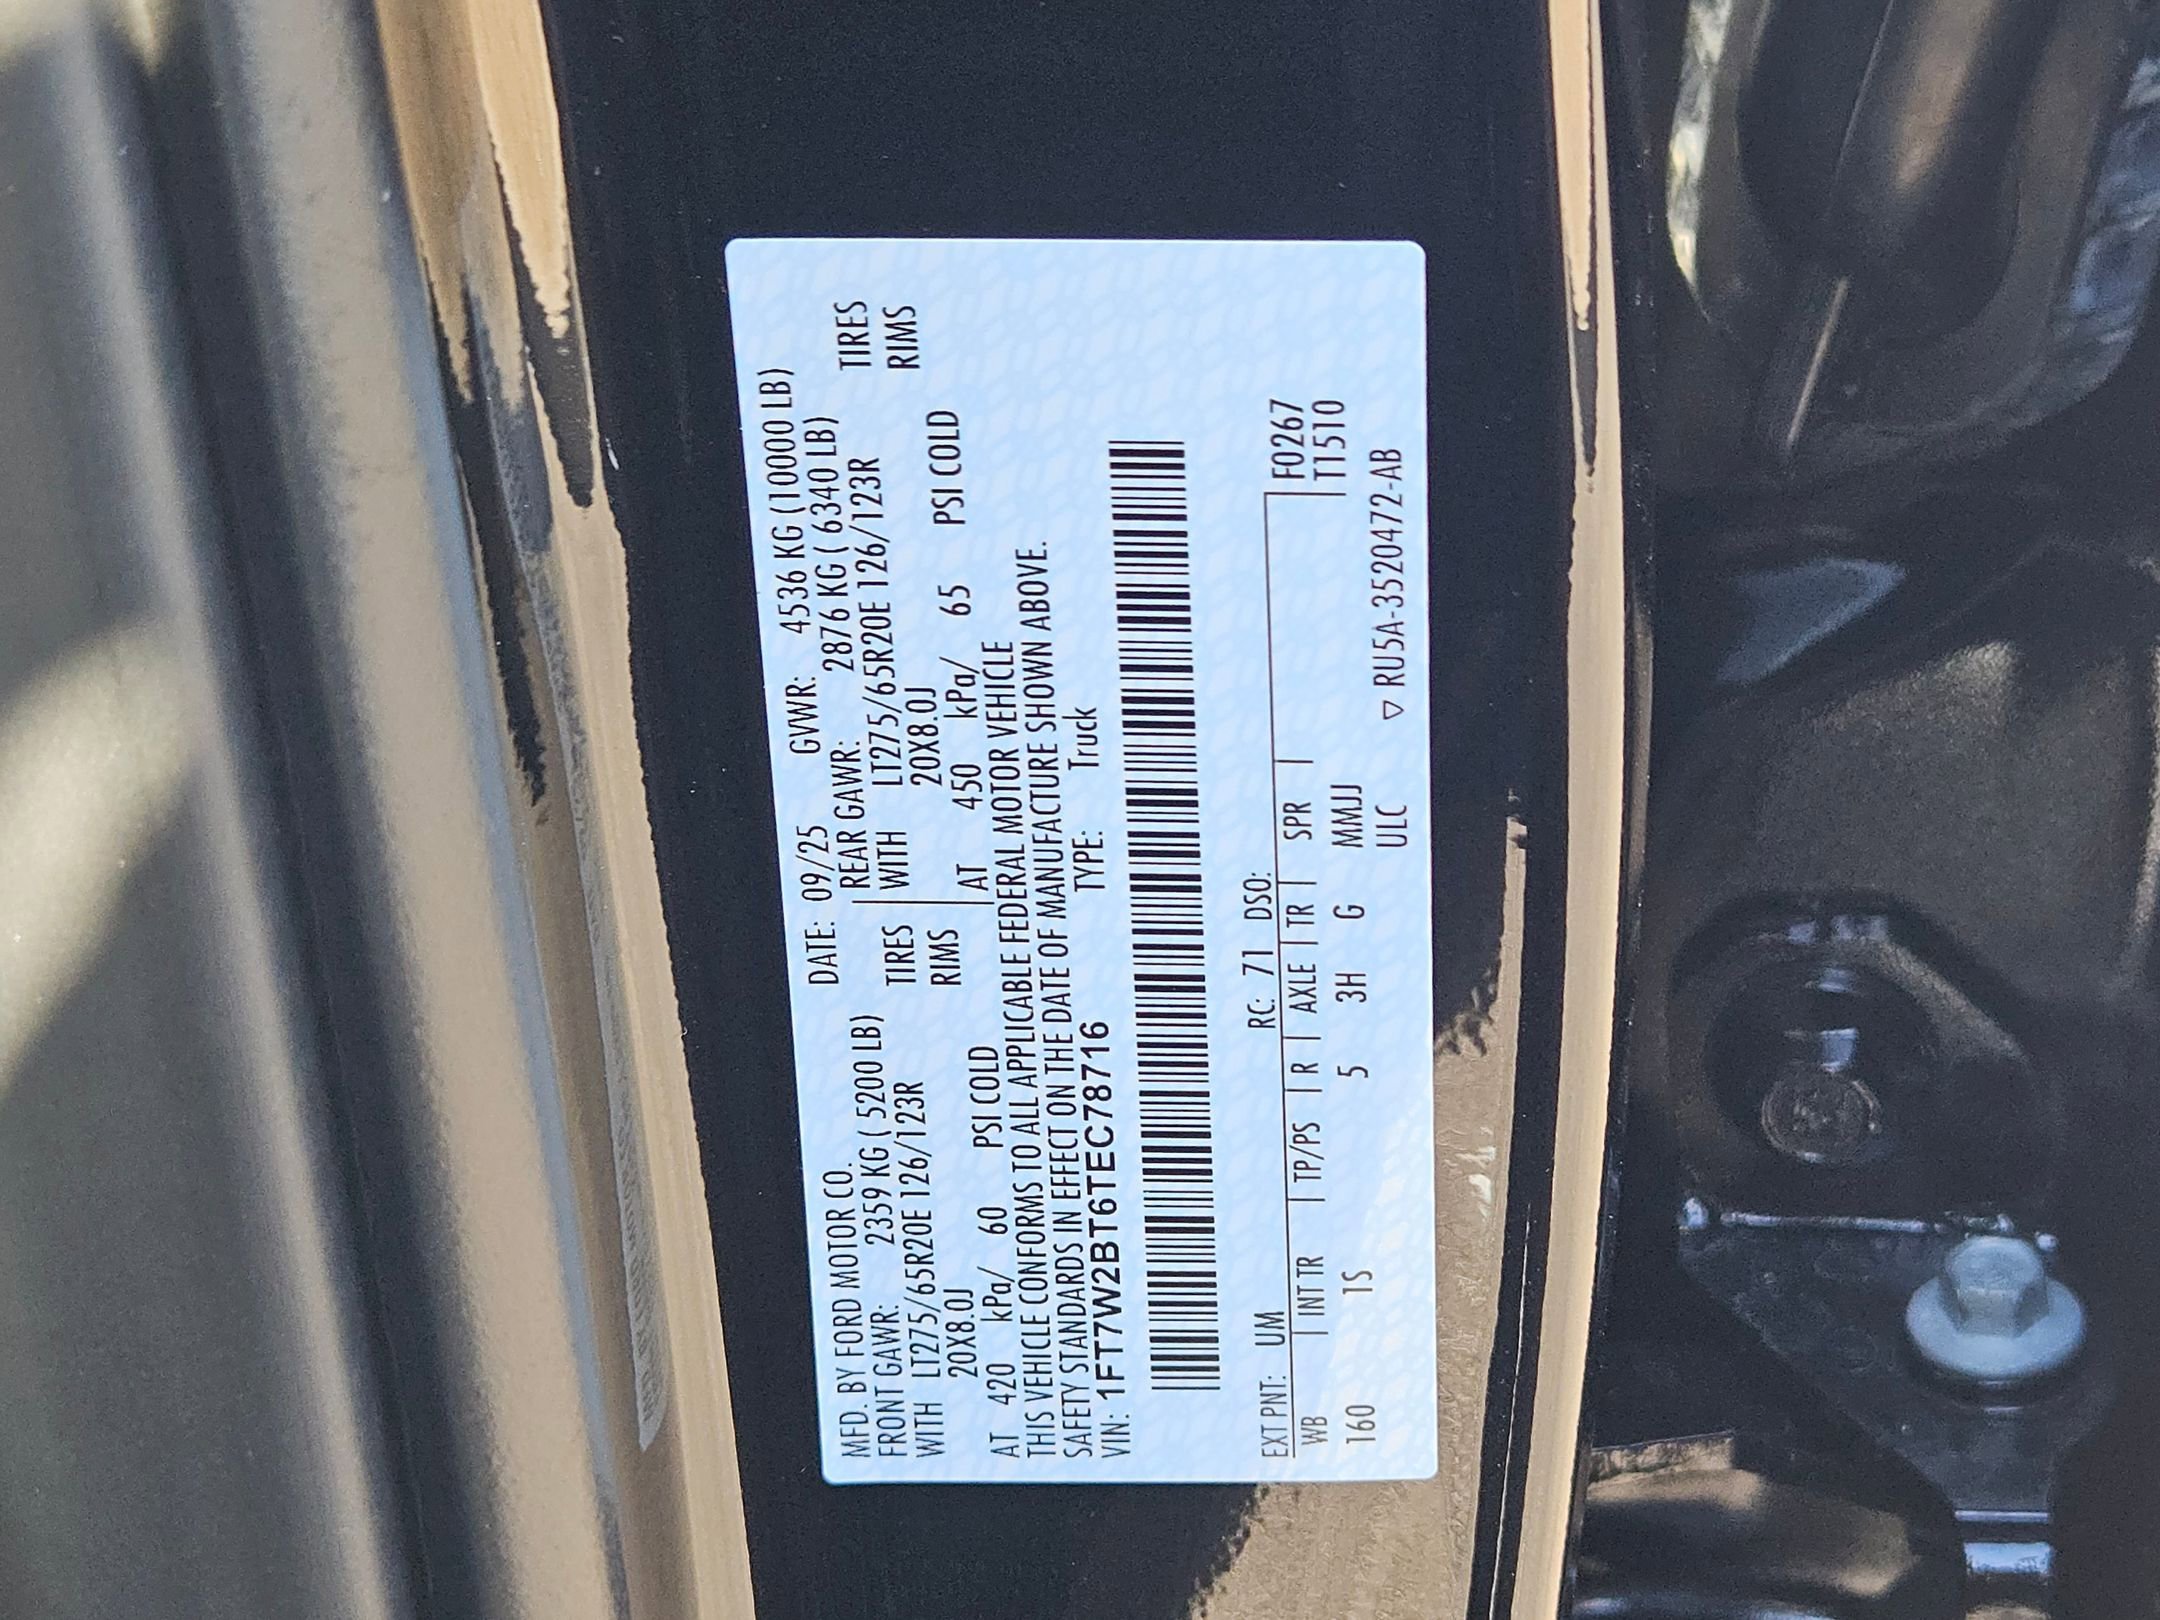 MFD. BY FORD MOTOR CO. DATE: 09/25 GVWR: 4536 KG (10000 LB)
FRONT GAWR: 2359 KG ( 5200 LB) REAR GAWR: 2876 KG ( 6340 LB)
WITH LT275/65R20E 126/123R TIRES WITH LT275/65R20E 126/123R TIRES
20X8.0J RIMS 20X8.0J RIMS
AT 420 kPa/ 60 PSI COLD AT 450 kPa/ 65 PSI COLD
THIS VEHICLE CONFORMS TO ALL APPLICABLE FEDERAL MOTOR VEHICLE
SAFETY STANDARDS IN EFFECT ON THE DATE OF MANUFACTURE SHOWN ABOVE.
VIN: 1FT7W2BT6TEC78716 TYPE: Truck
EXT PNT: UM RC: 71 DSO: F0267
WB INT TR TP/PS R AXLE TR SPR T1510
160 1S 5 3H G MMJJ
ULC ▽ RU5A-3520472-AB